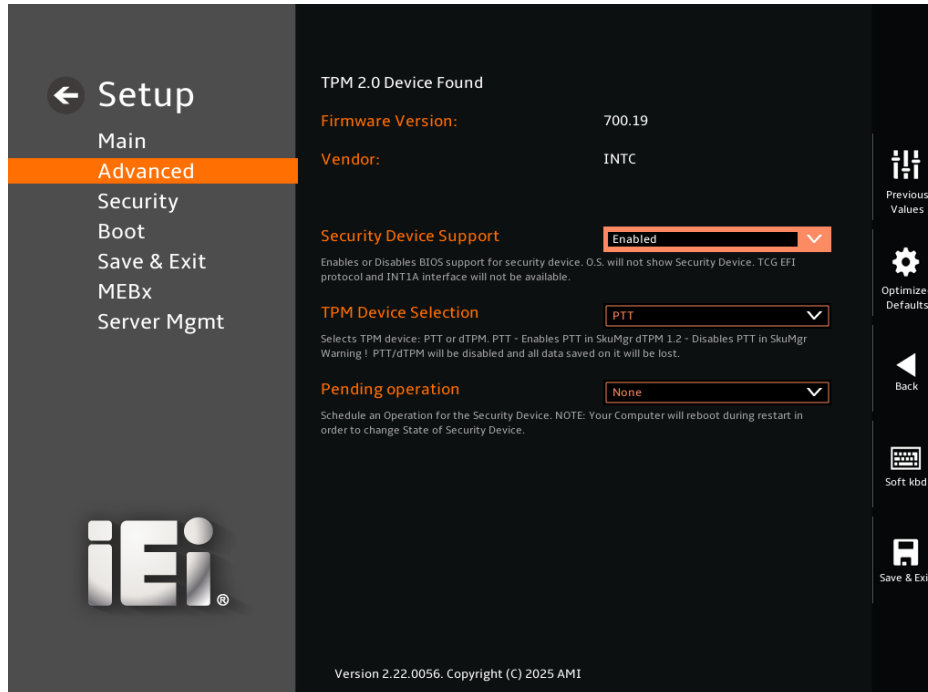 Setup
Main
Advanced
Security
Boot
Save & Exit
MEBx
Server Mgmt
iEi ®
TPM 2.0 Device Found
Firmware Version: 700.19
Vendor: INTC
Security Device Support Enabled
Enables or Disables BIOS support for security device. O.S. will not show Security Device. TCG EFI
protocol and INT1A interface will not be available.
TPM Device Selection PTT
Selects TPM device: PTT or dTPM. PTT - Enables PTT in SkuMgr dTPM 1.2 - Disables PTT in SkuMgr
Warning ! PTT/dTPM will be disabled and all data saved on it will be lost.
Pending operation None
Schedule an Operation for the Security Device. NOTE: Your Computer will reboot during restart in
order to change State of Security Device.
Version 2.22.0056. Copyright (C) 2025 AMI
Previous
Values
Optimize
Defaults
Back
Soft kbd
Save & Exi